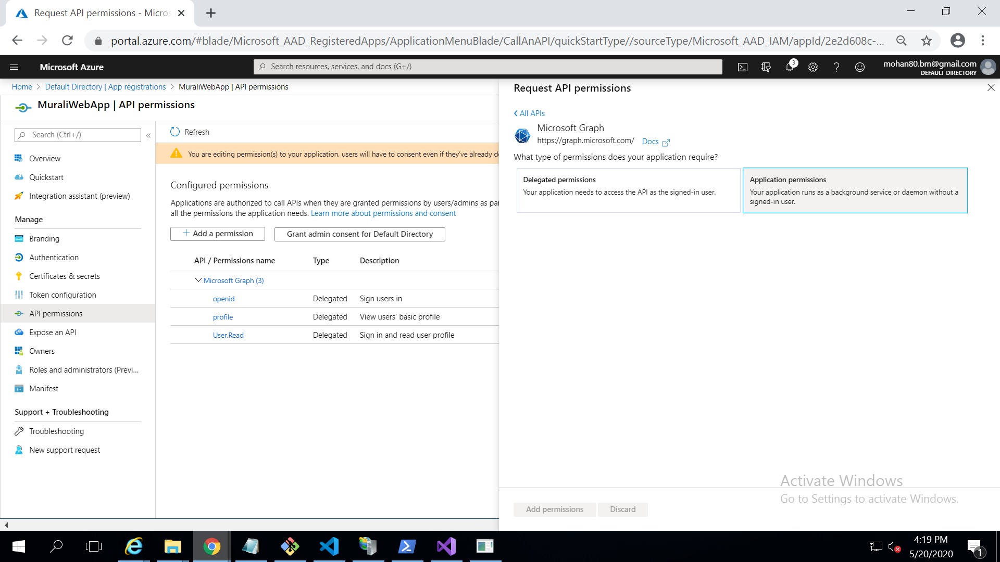 Request API permissions - Micros
portal.azure.com/#blade/Microsoft_AAD_RegisteredApps/ApplicationMenuBlade/CallAnAPI/quickStartType//sourceType/Microsoft_AAD_IAM/appId/2e2d608c-...
Microsoft Azure
Search resources, services, and docs (G+/)
3
mohan80.bm@gmail.com
DEFAULT DIRECTORY
Home > Default Directory | App registrations > MuraliWebApp | API permissions
MuraliWebApp | API permissions
Search (Ctrl+/)
«
Overview
Quickstart
Integration assistant (preview)
Manage
Branding
Authentication
Certificates & secrets
Token configuration
API permissions
Expose an API
Owners
Roles and administrators (Previ...
Manifest
Support + Troubleshooting
Troubleshooting
New support request
Refresh
You are editing permission(s) to your application, users will have to consent even if they've already d
Configured permissions
Applications are authorized to call APIs when they are granted permissions by users/admins as pa
all the permissions the application needs. Learn more about permissions and consent
+ Add a permission
Grant admin consent for Default Directory
API / Permissions name Type Description
Microsoft Graph (3)
openid Delegated Sign users in
profile Delegated View users' basic profile
User.Read Delegated Sign in and read user profile
Request API permissions
All APIs
Microsoft Graph
https://graph.microsoft.com/ Docs
What type of permissions does your application require?
Delegated permissions
Your application needs to access the API as the signed-in user.
Application permissions
Your application runs as a background service or daemon without a
signed-in user.
Activate Windows
Go to Settings to activate Windows.
Add permissions
Discard
4:19 PM
5/20/2020
1